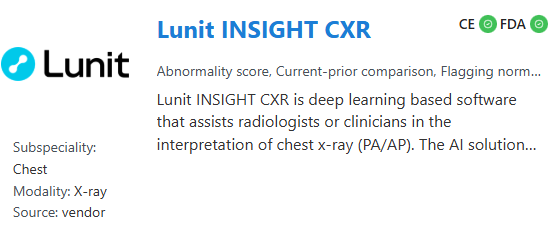 Lunit INSIGHT CXR
CE FDA
Lunit
Abnormality score, Current-prior comparison, Flagging norm...
Lunit INSIGHT CXR is deep learning based software
that assists radiologists or clinicians in the
interpretation of chest x-ray (PA/AP). The AI solution...
Subspeciality:
Chest
Modality: X-ray
Source: vendor